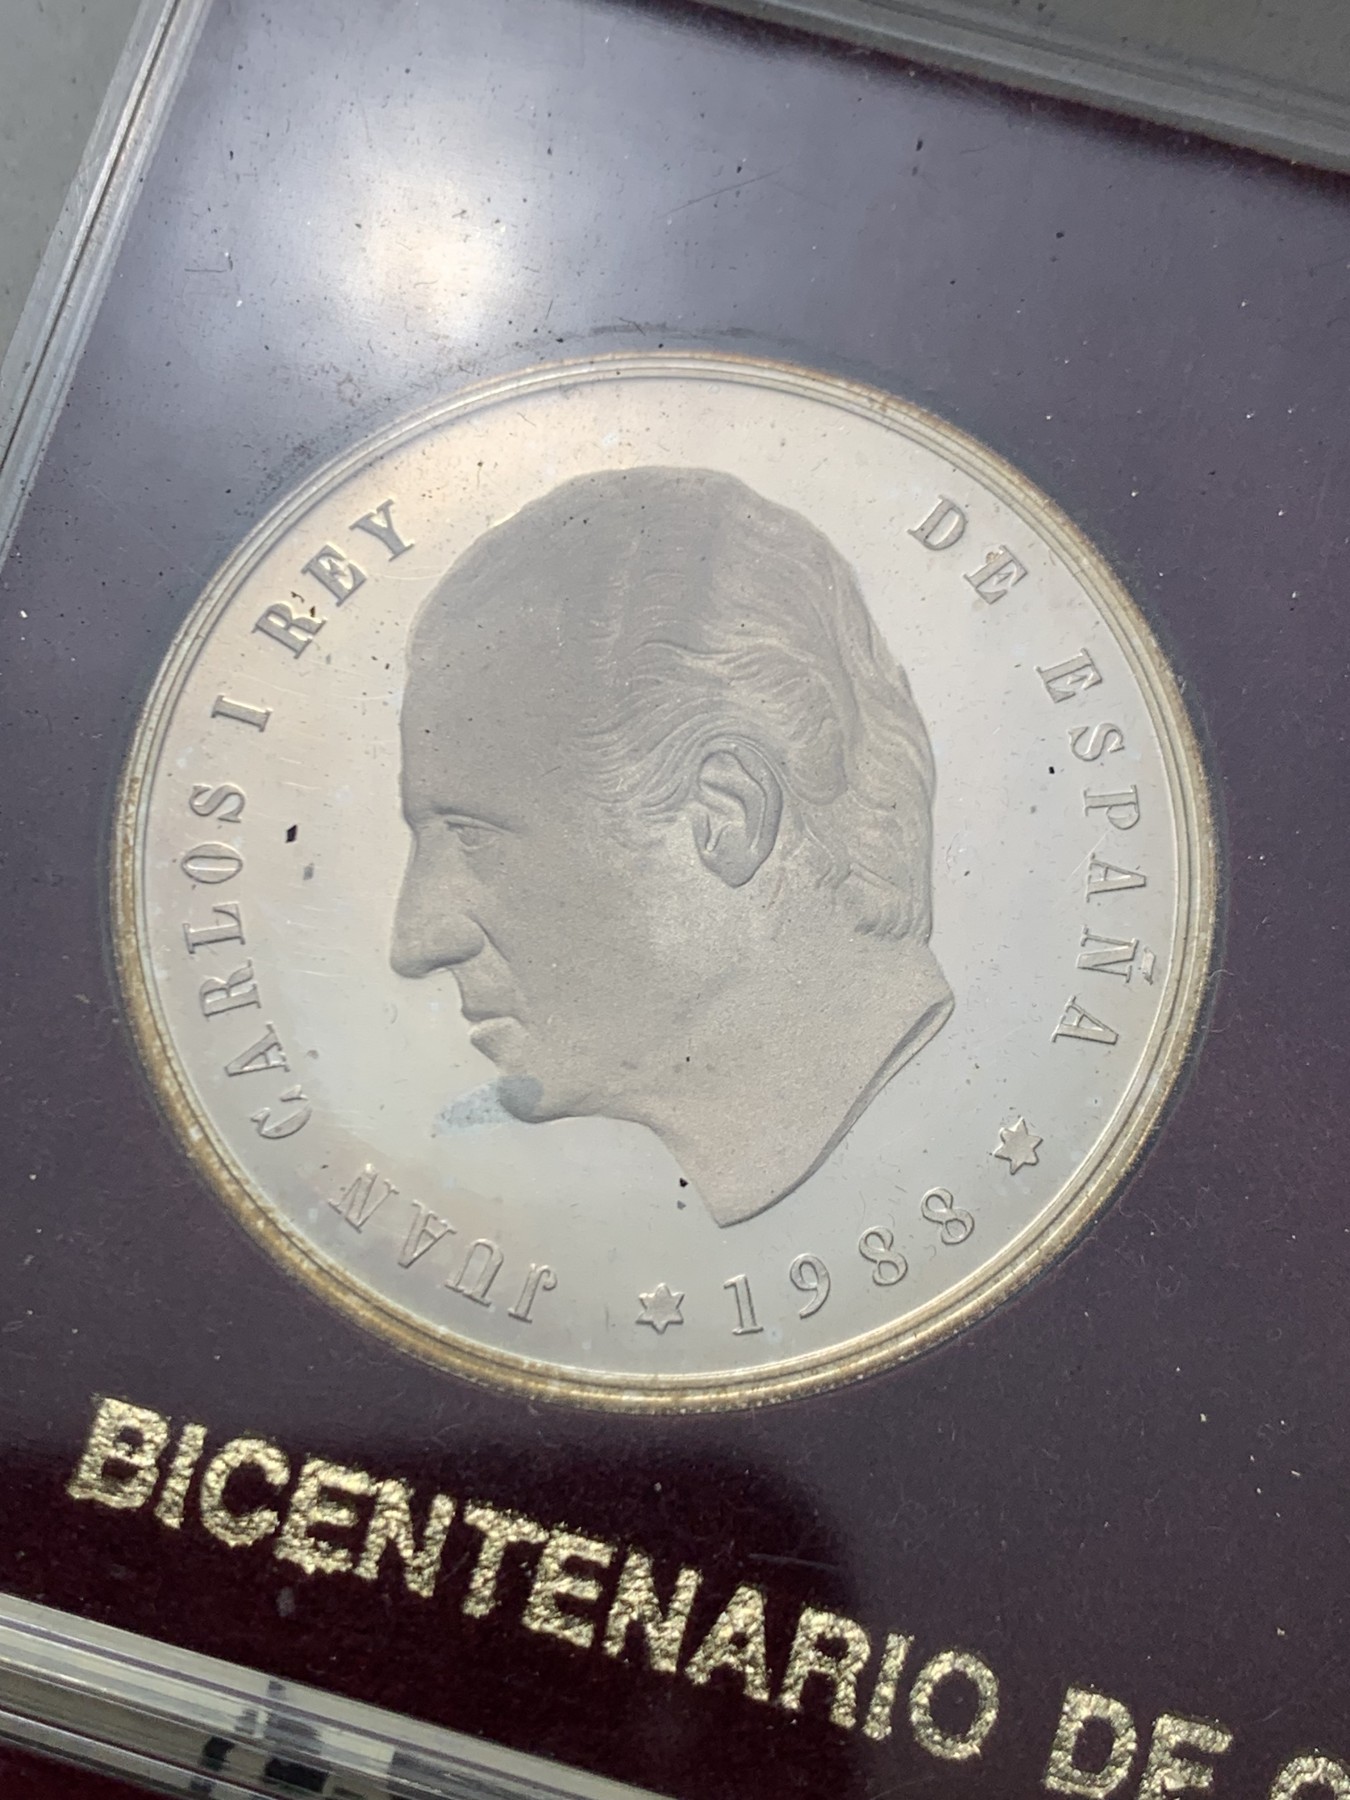 JUAN CARLOS I REY DE ESPAÑA
✶ 1988 ✶
BICENTENARIO DE